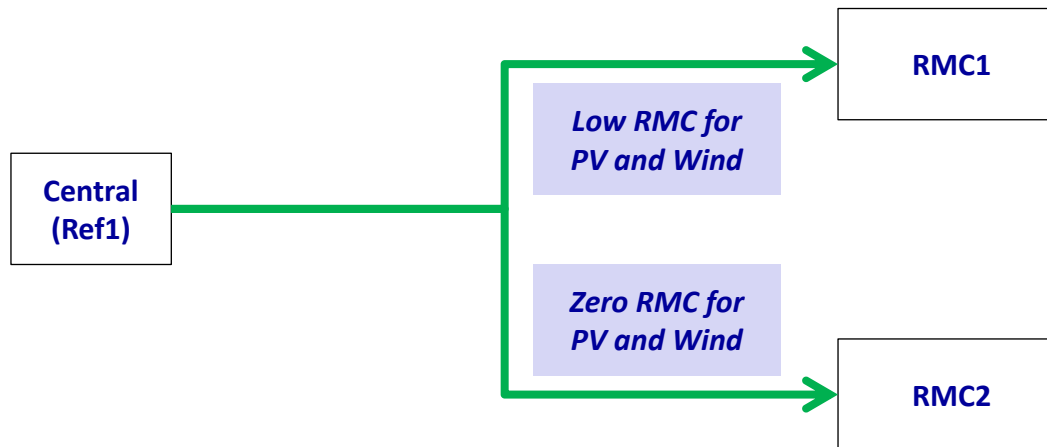 RMC1
Low RMC for
PV and Wind
Central
(Ref1)
Zero RMC for
PV and Wind
RMC2